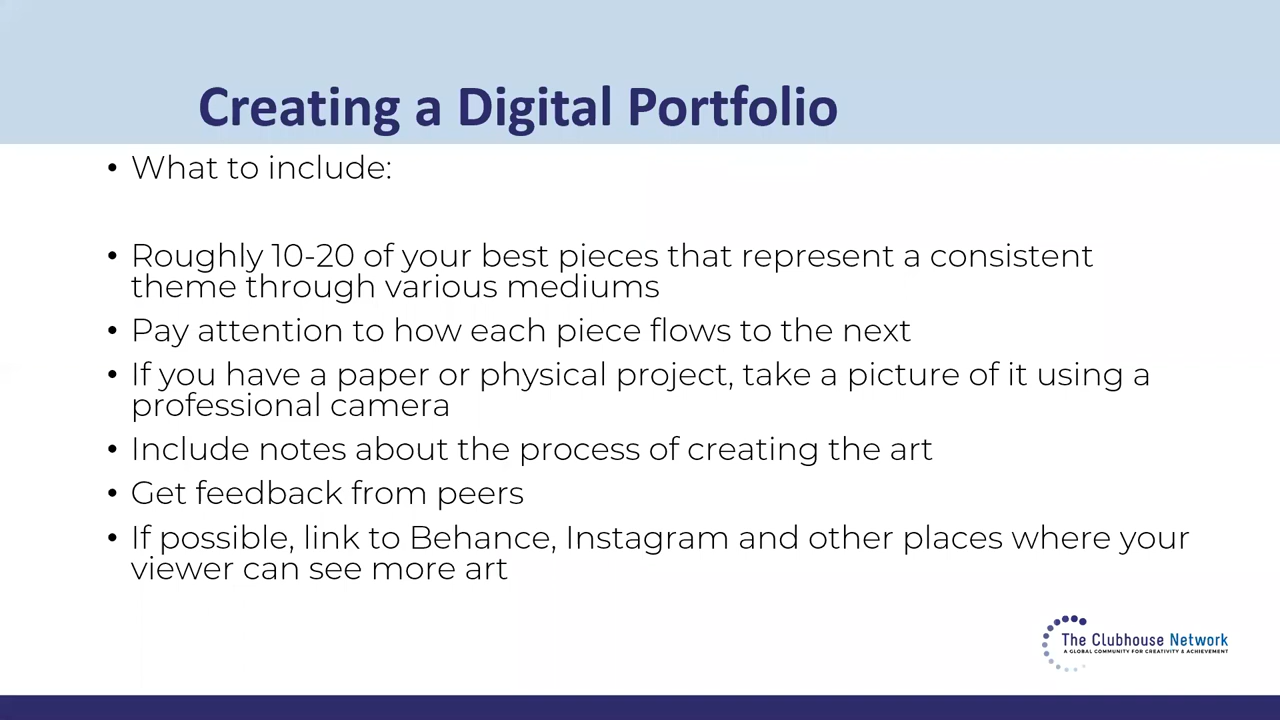 Creating a Digital Portfolio
• What to include:
• Roughly 10-20 of your best pieces that represent a consistent
theme through various mediums
• Pay attention to how each piece flows to the next
• If you have a paper or physical project, take a picture of it using a
professional camera
• Include notes about the process of creating the art
• Get feedback from peers
• If possible, link to Behance, Instagram and other places where your
viewer can see more art
The Clubhouse Network
A GLOBAL COMMUNITY FOR CREATIVITY & ACHIEVEMENT